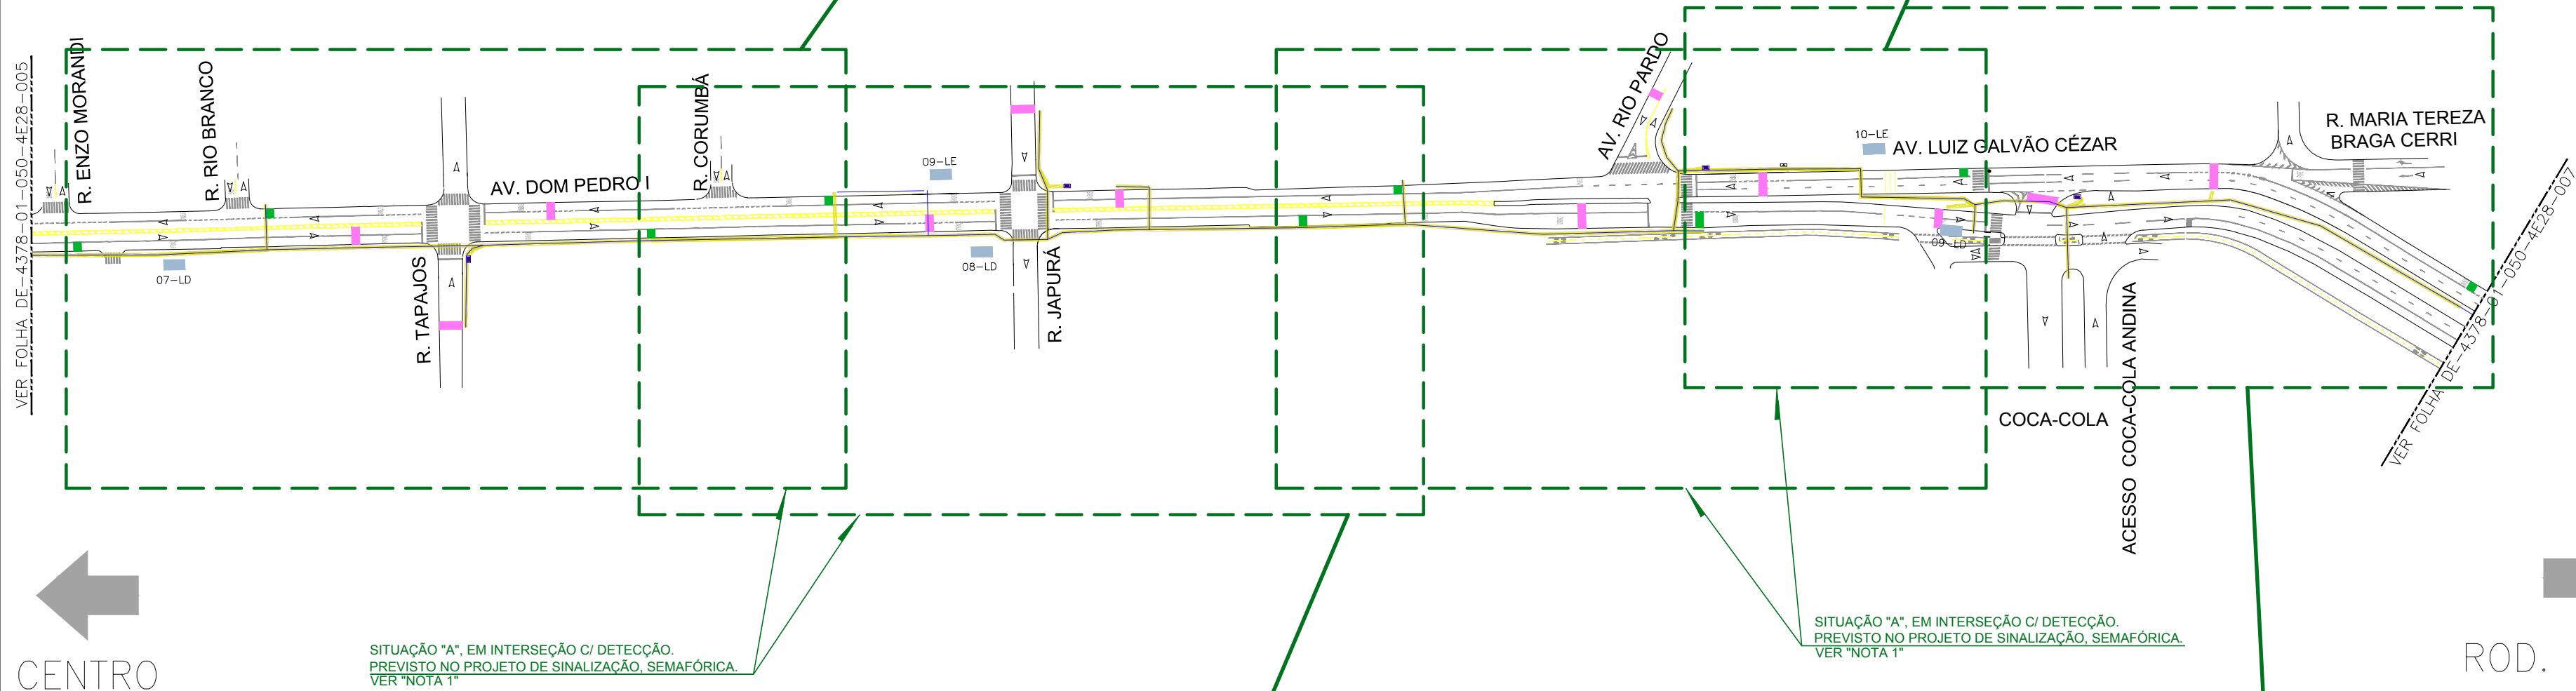 VER FOLHA DE-4378-01-050-4E28-005
R. ENZO MORANDI
R. RIO BRANCO
07-LD
R. TAPAJOS
AV. DOM PEDRO I
R. CORUMBÁ
09-LE
08-LD
R. JAPURÁ
AV. RIO PARDO
10-LE
AV. LUIZ GALVÃO CÉZAR
09-LD
R. MARIA TEREZA
BRAGA CERRI
COCA-COLA
ACESSO COCA-COLA ANDINA
VER FOLHA DE-4378-01-050-4E28-007
SITUAÇÃO "A", EM INTERSEÇÃO C/ DETECÇÃO.
PREVISTO NO PROJETO DE SINALIZAÇÃO, SEMAFÓRICA.
VER "NOTA 1"
SITUAÇÃO "A", EM INTERSEÇÃO C/ DETECÇÃO.
PREVISTO NO PROJETO DE SINALIZAÇÃO, SEMAFÓRICA.
VER "NOTA 1"
CENTRO
ROD.